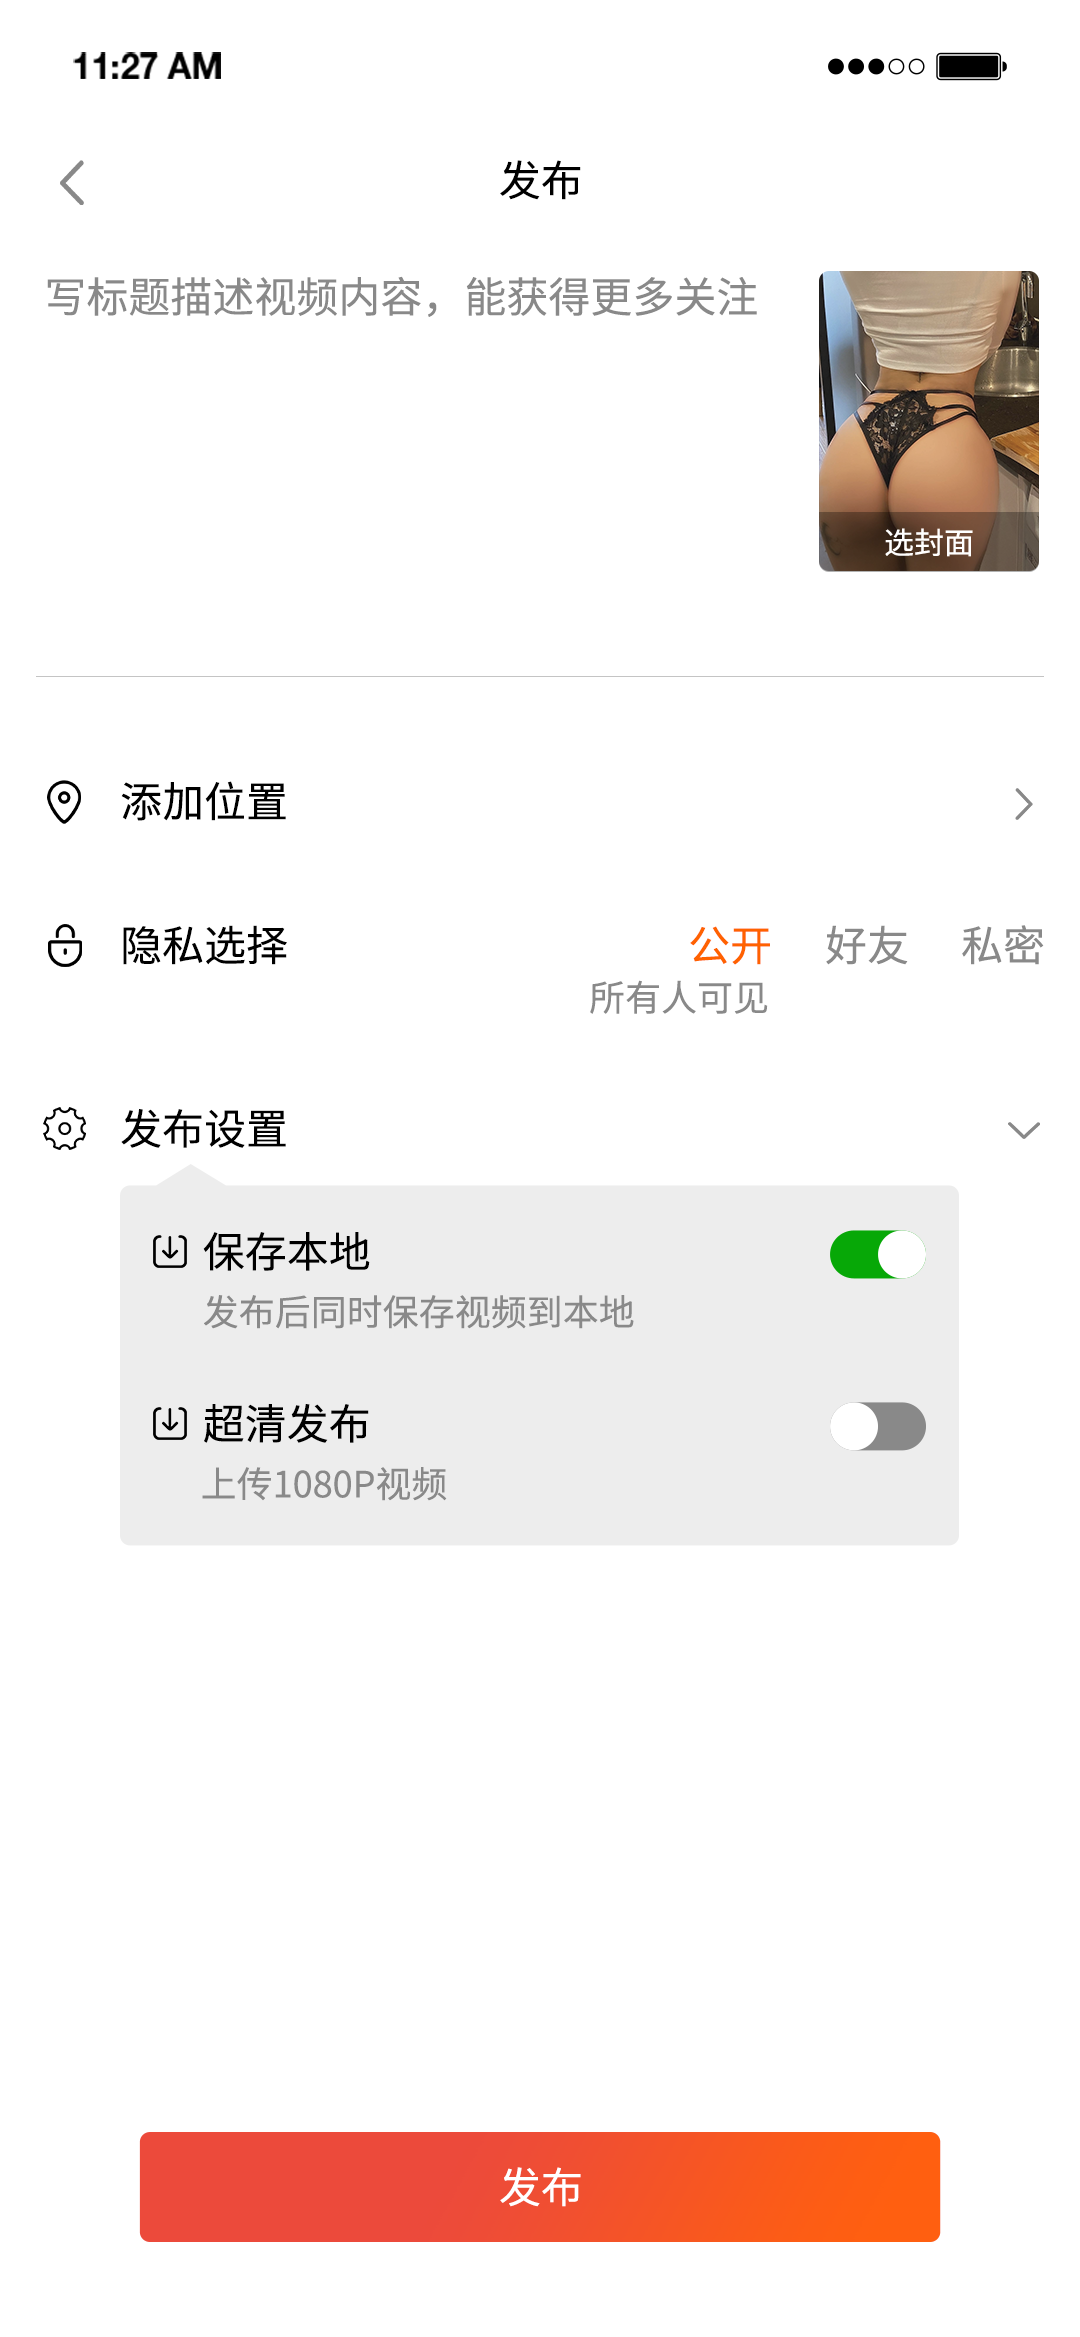 11:27 AM
发布
写标题描述视频内容，能获得更多关注
选封面
添加位置
隐私选择
公开 好友 私密
所有人可见
发布设置
保存本地
发布后同时保存视频到本地
超清发布
上传1080P视频
发布